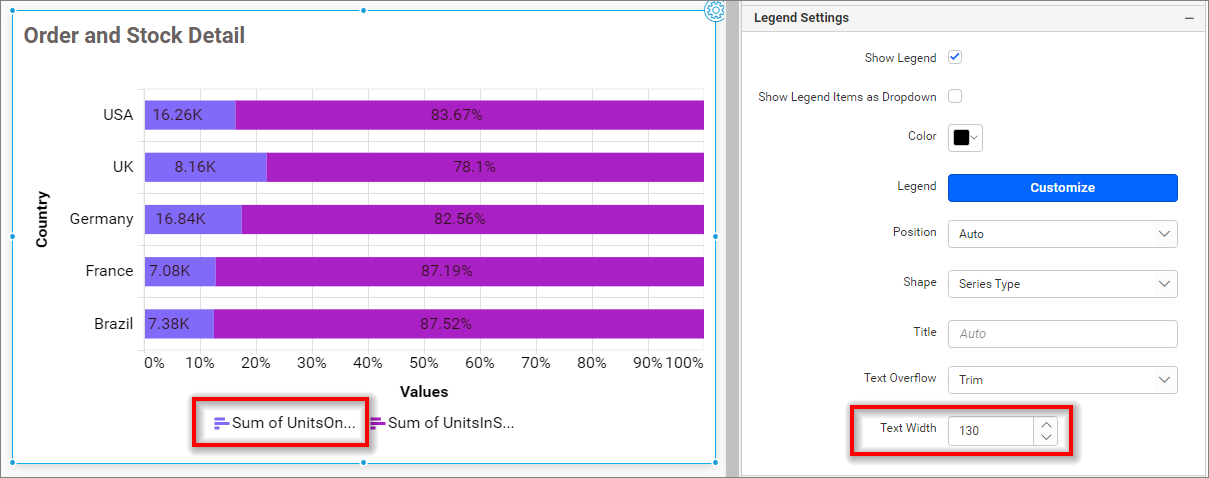 Order and Stock Detail
USA 16.26K 83.67%
UK 8.16K 78.1%
Germany 16.84K 82.56%
France 7.08K 87.19%
Brazil 7.38K 87.52%
Country
0% 10% 20% 30% 40% 50% 60% 70% 80% 90% 100%
Values
Sum of UnitsOn... Sum of UnitsInS...
Legend Settings
Show Legend
Show Legend Items as Dropdown
Color
Legend Customize
Position Auto
Shape Series Type
Title Auto
Text Overflow Trim
Text Width 130